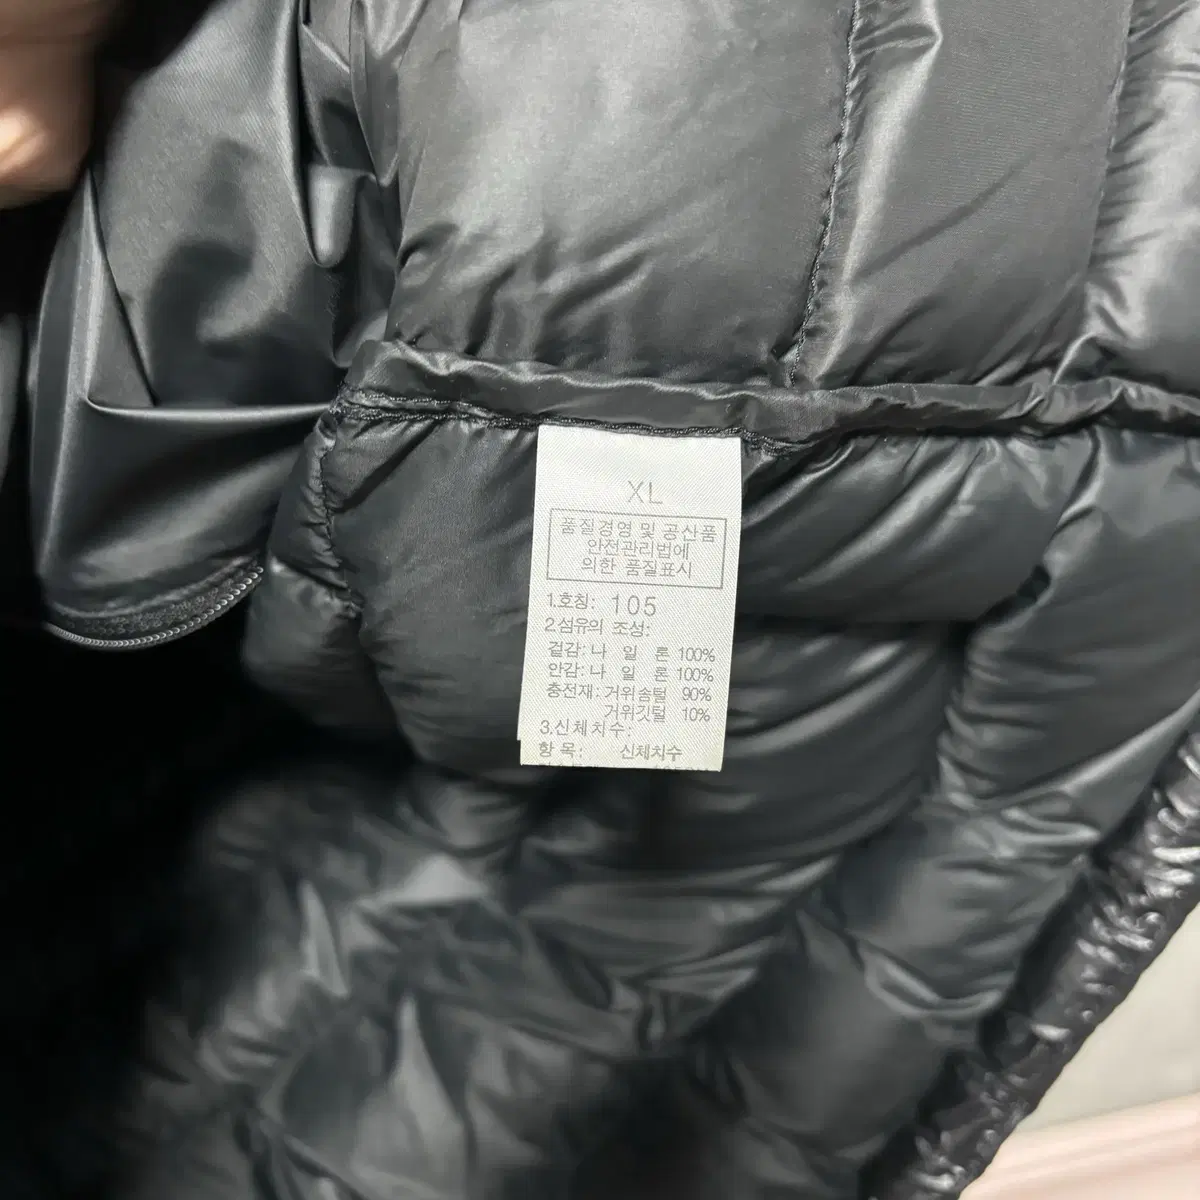 XL
품질경영 및 공산품
안전관리법에
의한 품질표시
1.호칭: 105
2.섬유의 조성:
겉감:나 일 론 100%
안감:나 일 론 100%
충전재:거위솜털 90%
거위깃털 10%
3.신체치수:
항 목: 신체치수